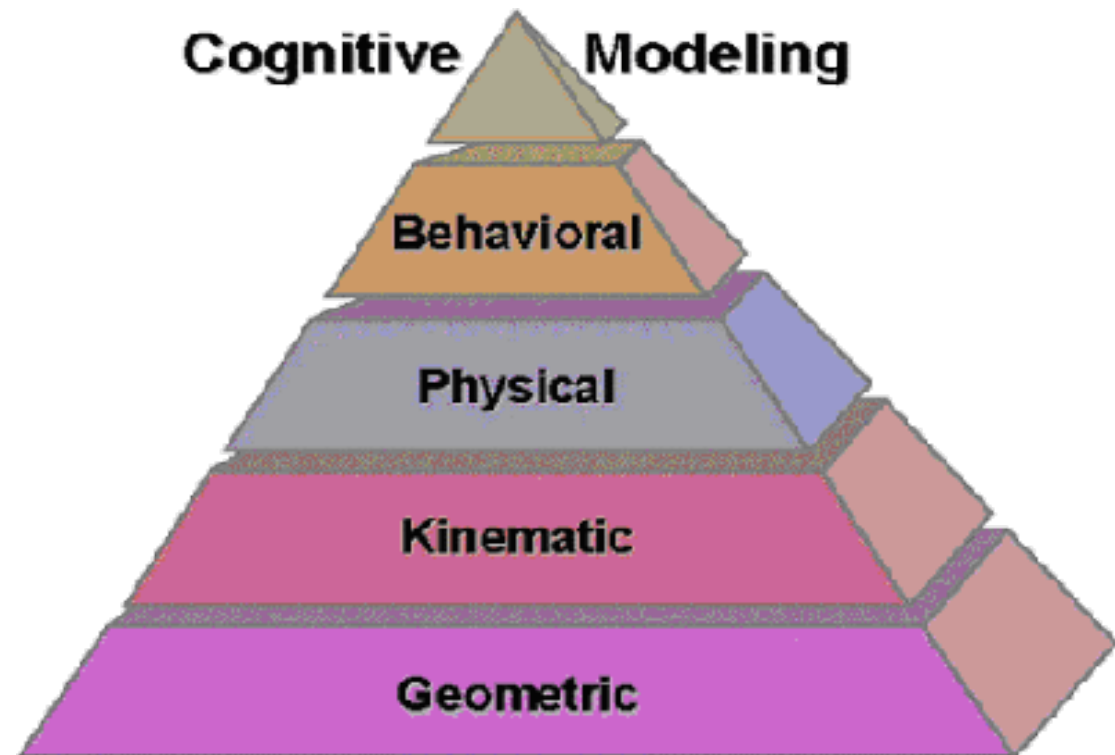 Cognitive Modeling
Behavioral
Physical
Kinematic
Geometric